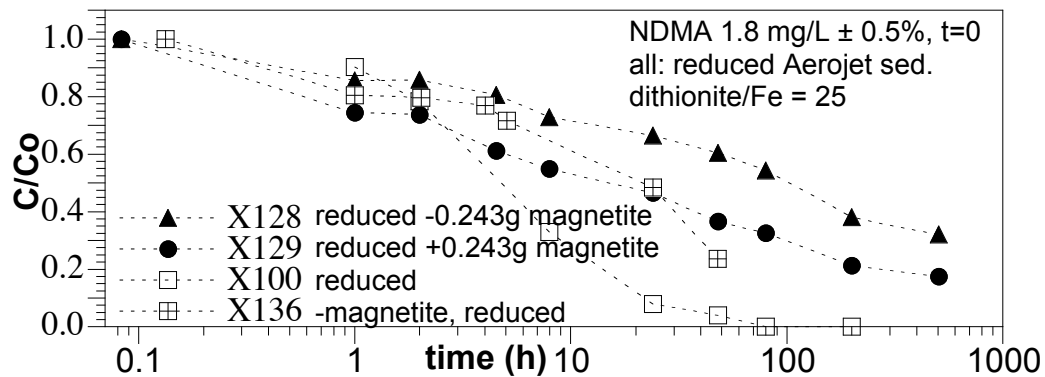 NDMA 1.8 mg/L ± 0.5%, t=0
all: reduced Aerojet sed.
dithionite/Fe = 25
1.0
0.8
0.6
0.4
0.2
0.0
C/Co
X128 reduced -0.243g magnetite
X129 reduced +0.243g magnetite
X100 reduced
X136 -magnetite, reduced
0.1
1
10
100
1000
time (h)